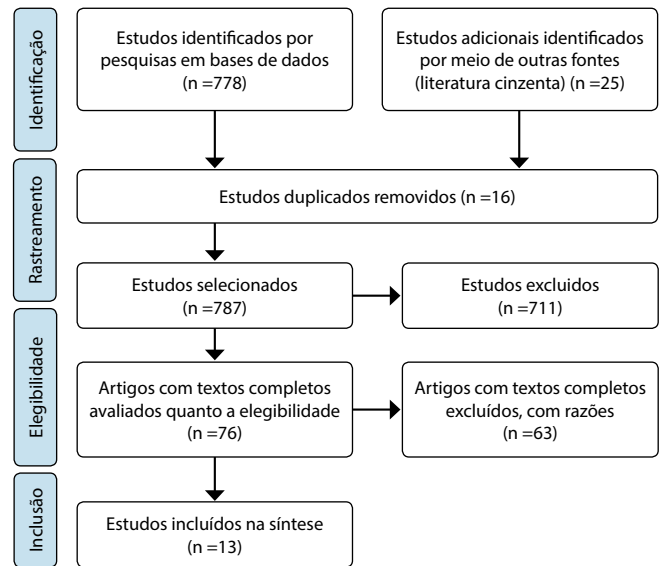 Identificação
Estudos identificados por
pesquisas em bases de dados
(n =778)
Estudos adicionais identificados
por meio de outras fontes
(literatura cinzenta) (n =25)
Rastreamento
Estudos duplicados removidos (n =16)
Estudos selecionados
(n =787)
Estudos excluidos
(n =711)
Elegibilidade
Artigos com textos completos
avaliados quanto a elegibilidade
(n =76)
Artigos com textos completos
excluídos, com razões
(n =63)
Inclusão
Estudos incluídos na síntese
(n =13)